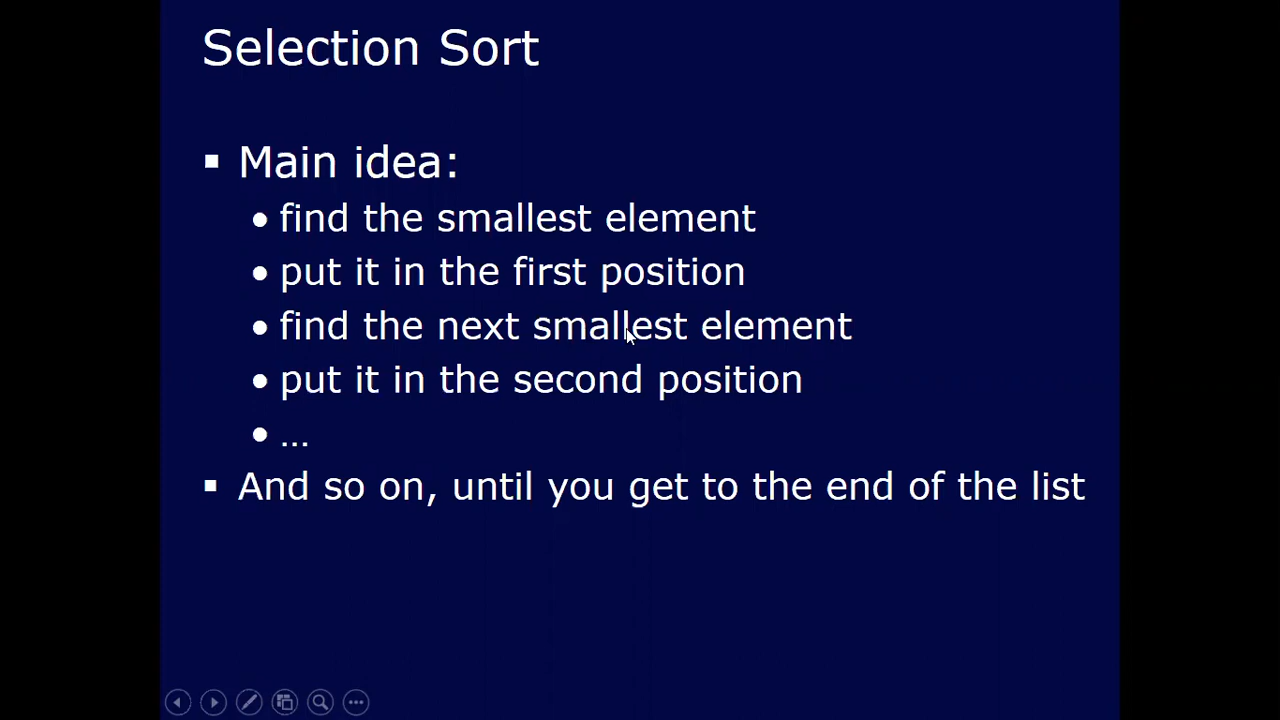 Selection Sort
▪ Main idea:
• find the smallest element
• put it in the first position
• find the next smallest element
• put it in the second position
• ...
▪ And so on, until you get to the end of the list